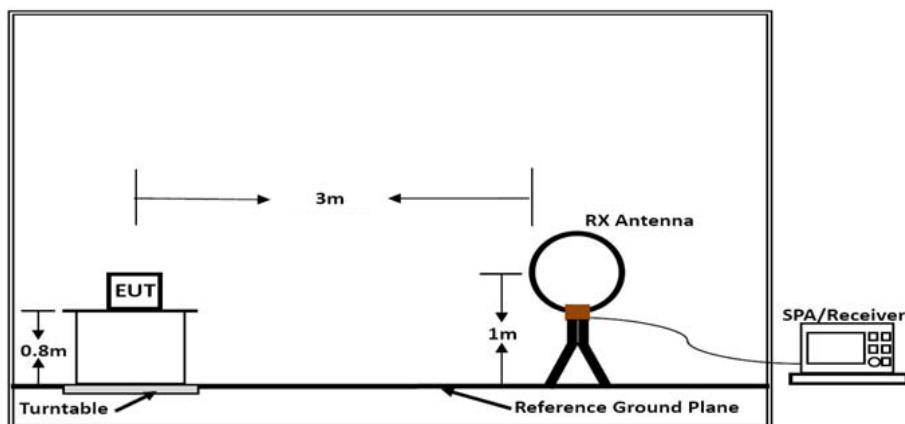 3m
RX Antenna
EUT
SPA/Receiver
0.8m
1m
Turntable
Reference Ground Plane